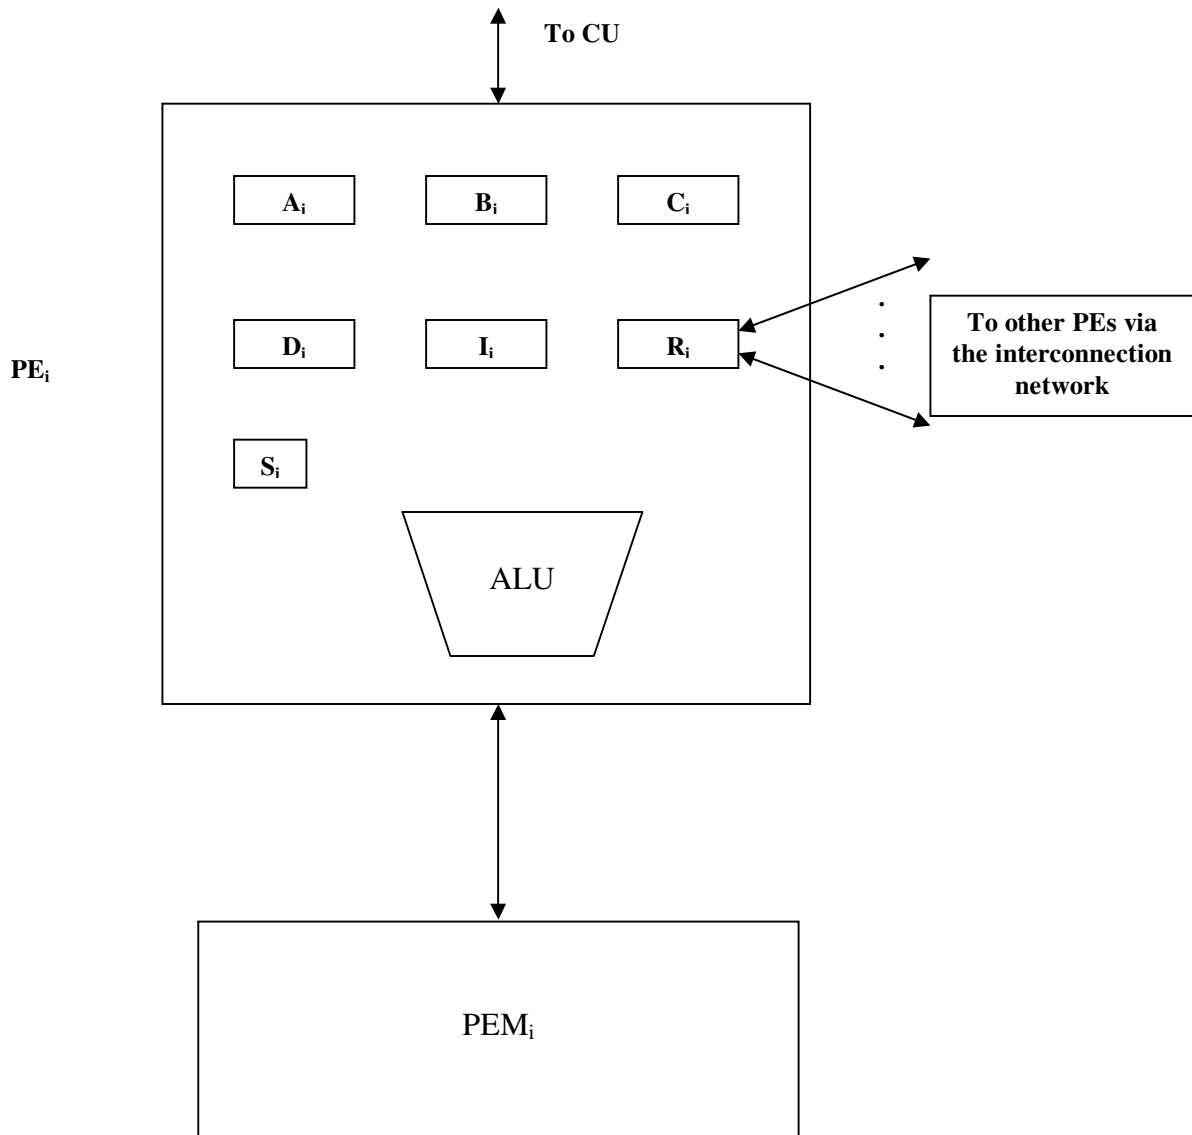 To CU
Aᵢ
Bᵢ
Cᵢ
Dᵢ
Iᵢ
Rᵢ
To other PEs via
the interconnection
network
PEᵢ
Sᵢ
ALU
PEMᵢ